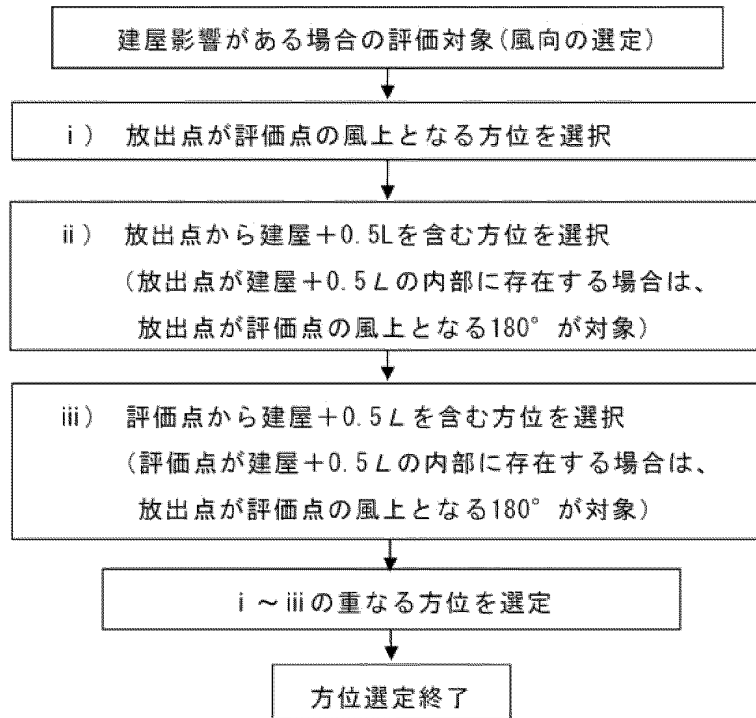 建屋影響がある場合の評価対象(風向の選定)
ⅰ) 放出点が評価点の風上となる方位を選択
ⅱ) 放出点から建屋+0.5Lを含む方位を選択
(放出点が建屋+0.5Lの内部に存在する場合は、
放出点が評価点の風上となる180°が対象)
ⅲ) 評価点から建屋+0.5Lを含む方位を選択
(評価点が建屋+0.5Lの内部に存在する場合は、
放出点が評価点の風上となる180°が対象)
ⅰ~ⅲの重なる方位を選定
方位選定終了